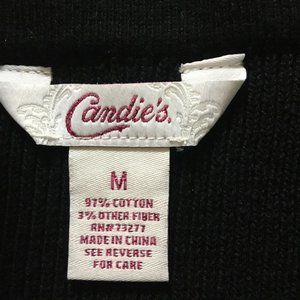 Candie's.
M
97% COTTON
3% OTHER FIBER
RN#73277
MADE IN CHINA
SEE REVERSE
FOR CARE